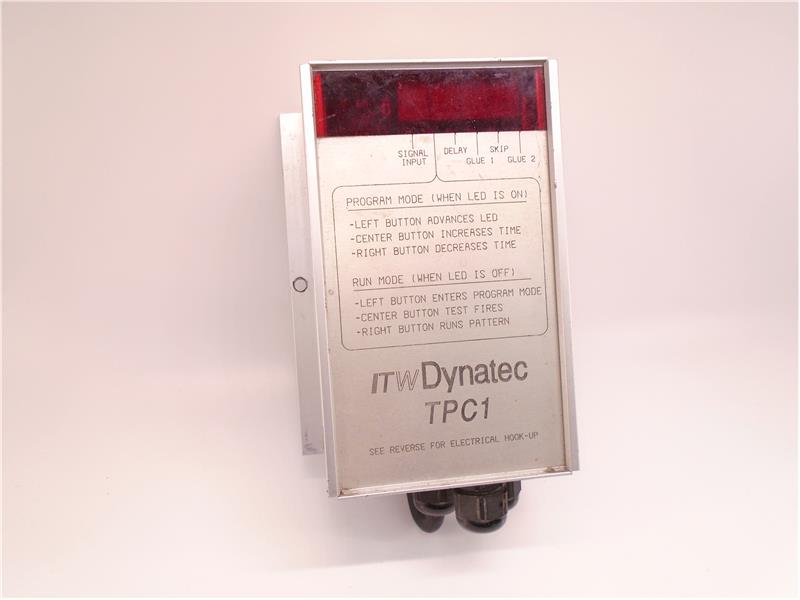 SIGNAL DELAY SKIP
INPUT GLUE 1 GLUE 2
PROGRAM MODE (WHEN LED IS ON)
-LEFT BUTTON ADVANCES LED
-CENTER BUTTON INCREASES TIME
-RIGHT BUTTON DECREASES TIME
RUN MODE (WHEN LED IS OFF)
-LEFT BUTTON ENTERS PROGRAM MODE
-CENTER BUTTON TEST FIRES
-RIGHT BUTTON RUNS PATTERN
ITW Dynatec
TPC1
SEE REVERSE FOR ELECTRICAL HOOK-UP